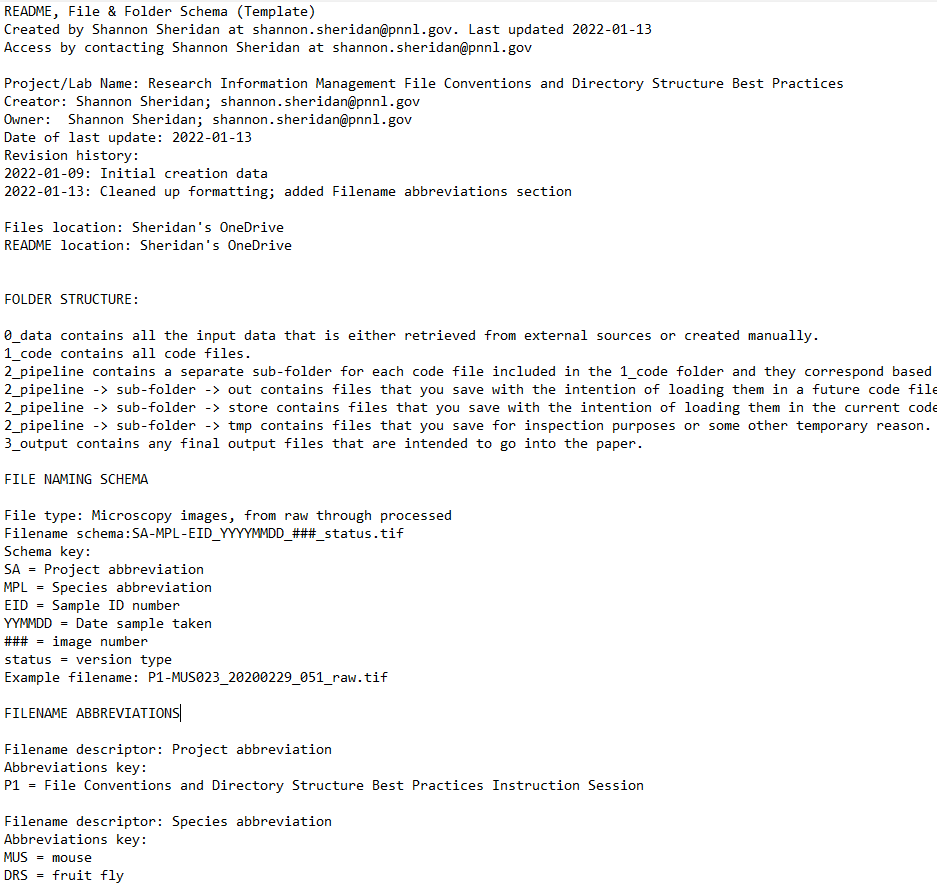 README, File & Folder Schema (Template)
Created by Shannon Sheridan at shannon.sheridan@pnnl.gov. Last updated 2022-01-13
Access by contacting Shannon Sheridan at shannon.sheridan@pnnl.gov
Project/Lab Name: Research Information Management File Conventions and Directory Structure Best Practices
Creator: Shannon Sheridan; shannon.sheridan@pnnl.gov
Owner:  Shannon Sheridan; shannon.sheridan@pnnl.gov
Date of last update: 2022-01-13
Revision history:
2022-01-09: Initial creation data
2022-01-13: Cleaned up formatting; added Filename abbreviations section
Files location: Sheridan's OneDrive
README location: Sheridan's OneDrive
FOLDER STRUCTURE:
0_data contains all the input data that is either retrieved from external sources or created manually.
1_code contains all code files.
2_pipeline contains a separate sub-folder for each code file included in the 1_code folder and they correspond based
2_pipeline -> sub-folder -> out contains files that you save with the intention of loading them in a future code file
2_pipeline -> sub-folder -> store contains files that you save with the intention of loading them in the current code
2_pipeline -> sub-folder -> tmp contains files that you save for inspection purposes or some other temporary reason.
3_output contains any final output files that are intended to go into the paper.
FILE NAMING SCHEMA
File type: Microscopy images, from raw through processed
Filename schema:SA-MPL-EID_YYYYMMDD_###_status.tif
Schema key:
SA = Project abbreviation
MPL = Species abbreviation
EID = Sample ID number
YYMMDD = Date sample taken
### = image number
status = version type
Example filename: P1-MUS023_20200229_051_raw.tif
FILENAME ABBREVIATIONS
Filename descriptor: Project abbreviation
Abbreviations key:
P1 = File Conventions and Directory Structure Best Practices Instruction Session
Filename descriptor: Species abbreviation
Abbreviations key:
MUS = mouse
DRS = fruit fly